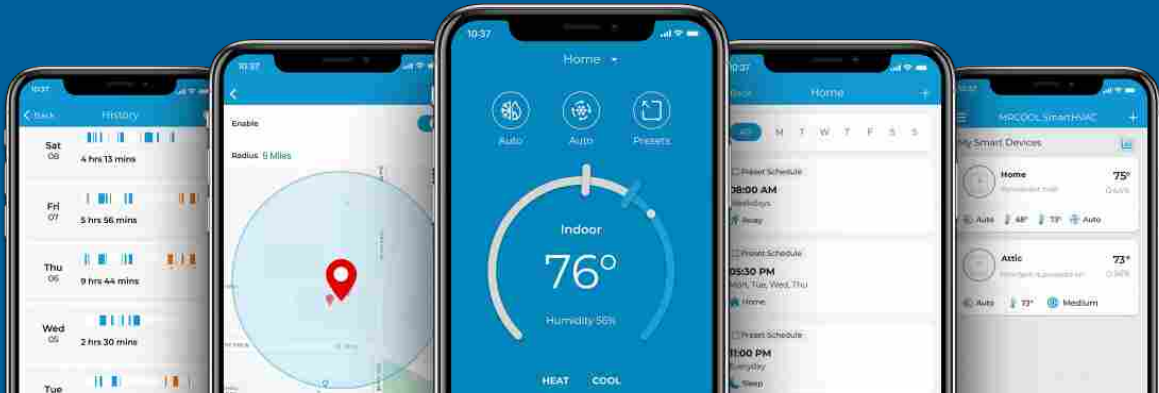 10:37
Back
History
Sat
08
4 hrs 13 mins
Fri
07
5 hrs 56 mins
Thu
06
9 hrs 44 mins
Wed
05
2 hrs 30 mins
Tue
10:37
Enable
Radius 9 Miles
10:37
Home
Auto
Auto
Presets
Indoor
76°
Humidity 56%
HEAT COOL
10:37
Back
Home
+
All M T W T F S S
Preset Schedule
08:00 AM
Weekdays
Away
Preset Schedule
05:30 PM
Mon, Tue, Wed, Thu
Home
Preset Schedule
11:00 PM
Everyday
Sleep
10:37
MRCOOL SmartHVAC
+
My Smart Devices
Home
75°
Auto 68° 73° Auto
Attic
73°
Auto 72° Medium